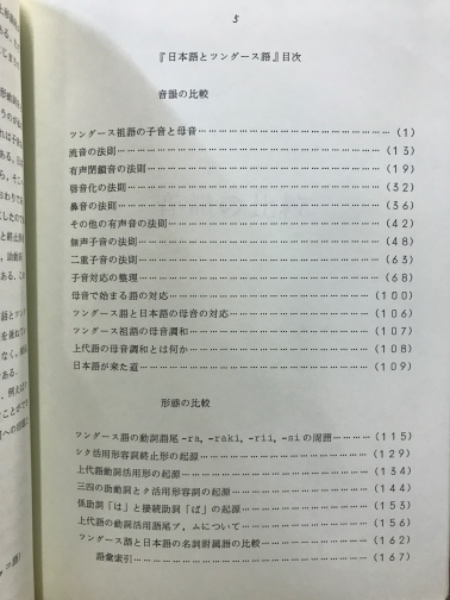 5
『日本語とツングース語』目次
音韻の比較
ツングース祖語の子音と母音………………………………………………(1)
流音の法則………………………………………………………………(13)
有声閉鎖音の法則………………………………………………………(19)
唇音化の法則……………………………………………………………(32)
鼻音の法則………………………………………………………………(36)
その他の有声音の法則…………………………………………………(42)
無声子音の法則…………………………………………………………(48)
二重子音の法則…………………………………………………………(63)
子音対応の整理…………………………………………………………(68)
母音で始まる語の対応…………………………………………………(100)
ツングース語と日本語の母音の対応…………………………………(106)
ツングース祖語の母音調和……………………………………………(107)
上代語の母音調和とは何か……………………………………………(108)
日本語が来た道…………………………………………………………(109)
形態の比較
ツングース語の動詞語尾 -ra, -raki, -rii, -si の周囲…………(115)
シク活用形容詞終止形の起源…………………………………………(129)
上代語動詞活用形の起源………………………………………………(134)
三四の助動詞とク活用形容詞の起源…………………………………(144)
係助詞「は」と接続助詞「ば」の起源………………………………(153)
上代語の動詞活用語尾フ，ムについて………………………………(156)
ツングース語と日本語の名詞附属語の比較…………………………(162)
語彙索引…………………………………………………………………(167)